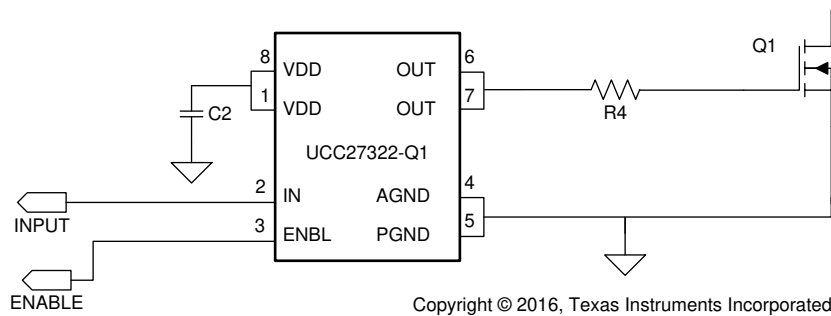 Q1
8
VDD
OUT
6
1
VDD
OUT
7
C2
R4
UCC27322-Q1
2
IN
AGND
4
INPUT
3
ENBL
PGND
5
ENABLE
Copyright © 2016, Texas Instruments Incorporated